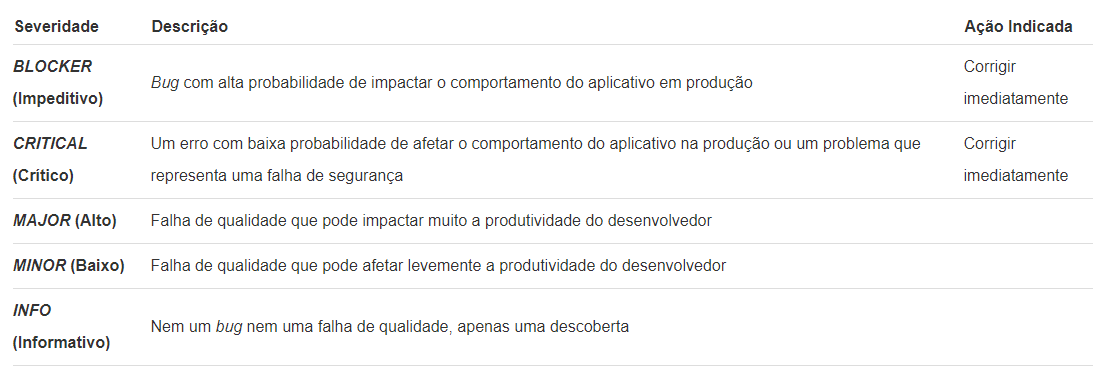 Severidade Descrição Ação Indicada
BLOCKER
(Impeditivo)
Bug com alta probabilidade de impactar o comportamento do aplicativo em produção
Corrigir
imediatamente
CRITICAL
(Crítico)
Um erro com baixa probabilidade de afetar o comportamento do aplicativo na produção ou um problema que
representa uma falha de segurança
Corrigir
imediatamente
MAJOR (Alto) Falha de qualidade que pode impactar muito a produtividade do desenvolvedor
MINOR (Baixo) Falha de qualidade que pode afetar levemente a produtividade do desenvolvedor
INFO
(Informativo)
Nem um bug nem uma falha de qualidade, apenas uma descoberta